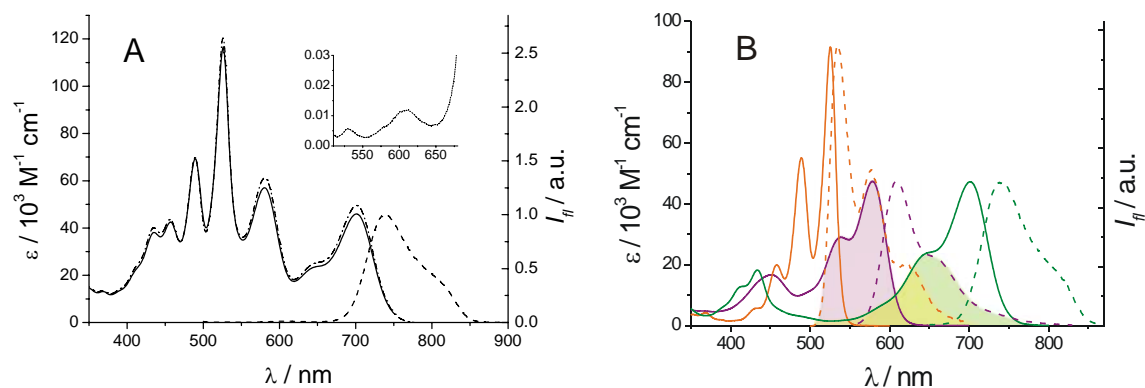 A
120
100
80
60
40
20
0
ε / 10³ M⁻¹ cm⁻¹
400 500 600 700 800 900
λ / nm
2.5
2.0
1.5
1.0
0.5
0.0
I_fl / a.u.
0.03
0.02
0.01
0.00
550 600 650
B
100
80
60
40
20
0
ε / 10³ M⁻¹ cm⁻¹
400 500 600 700 800
λ / nm
I_fl / a.u.